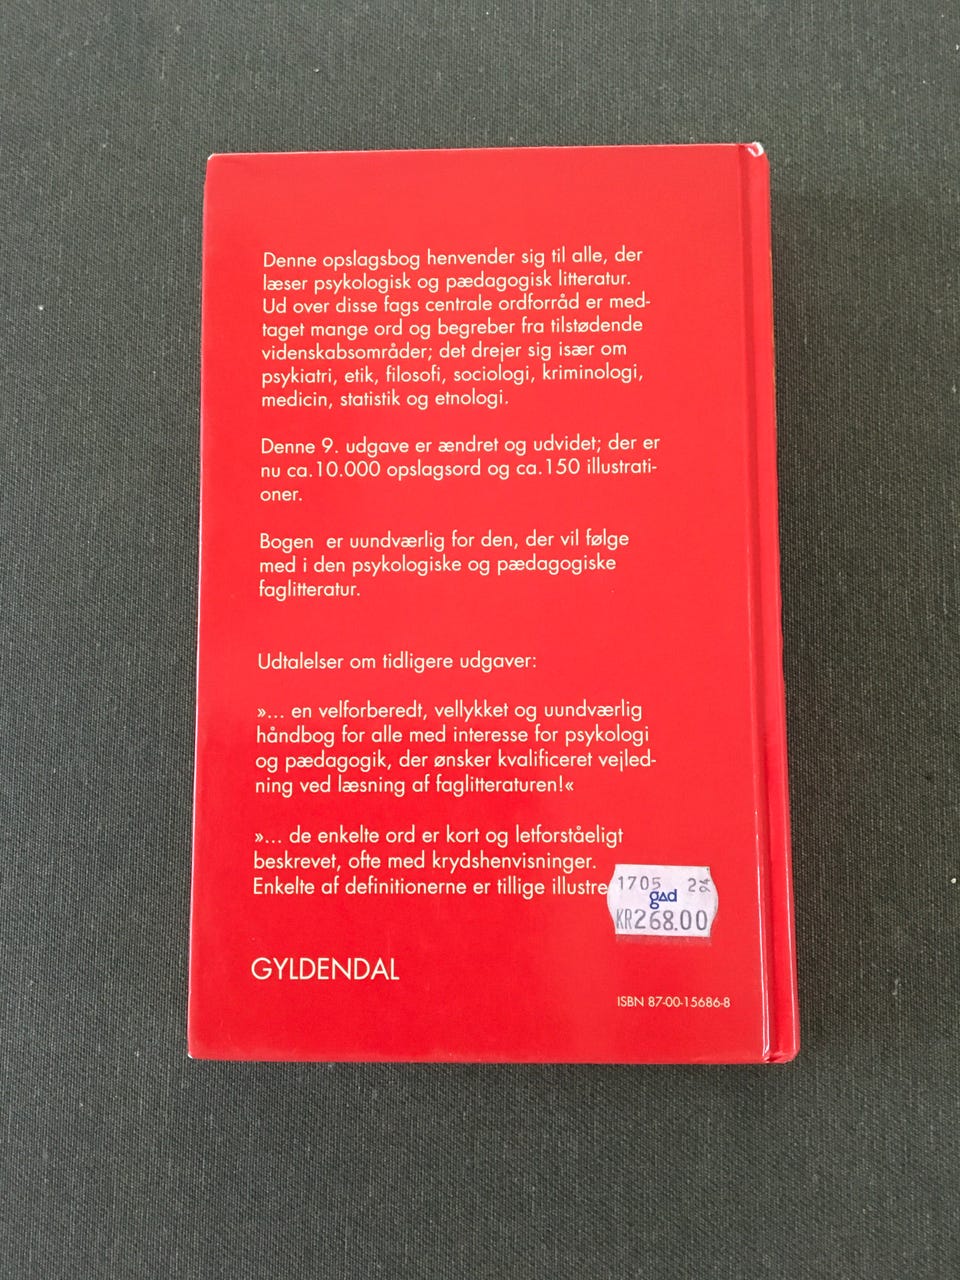 Denne opslagsbog henvender sig til alle, der
læser psykologisk og pædagogisk litteratur.
Ud over disse fags centrale ordforråd er med-
taget mange ord og begreber fra tilstødende
videnskabsområder; det drejer sig især om
psykiatri, etik, filosofi, sociologi, kriminologi,
medicin, statistik og etnologi.
Denne 9. udgave er ændret og udvidet; der er
nu ca.10.000 opslagsord og ca.150 illustrati-
oner.
Bogen er uundværlig for den, der vil følge
med i den psykologiske og pædagogiske
faglitteratur.
Udtalelser om tidligere udgaver:
»... en velforberedt, vellykket og uundværlig
håndbog for alle med interesse for psykologi
og pædagogik, der ønsker kvalificeret vejled-
ning ved læsning af faglitteraturen!«
»... de enkelte ord er kort og letforståeligt
beskrevet, ofte med krydshenvisninger.
Enkelte af definitionerne er tillige illustre
1705 2 94
gad
KR268.00
GYLDENDAL
ISBN 87-00-15686-8